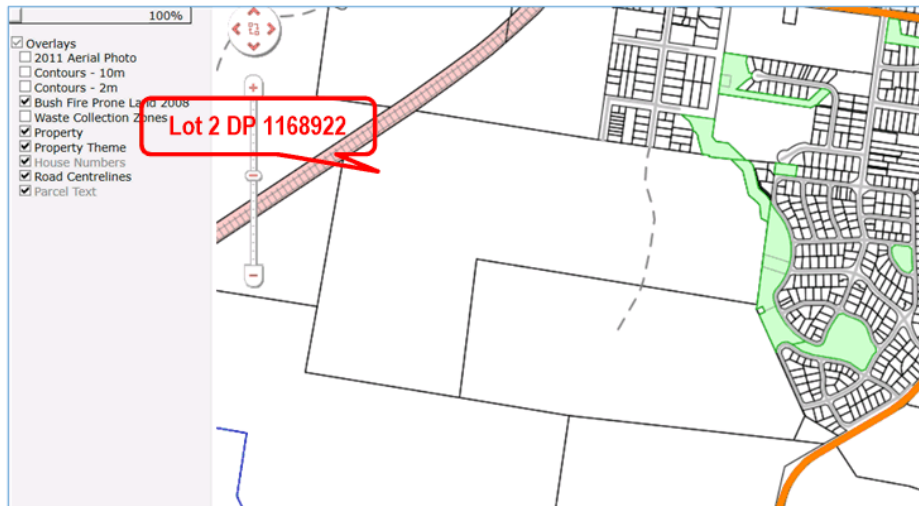 100%
Overlays
2011 Aerial Photo
Contours - 10m
Contours - 2m
Bush Fire Prone Land 2008
Waste Collection Zones
Lot 2 DP 1168922
Property
Property Theme
House Numbers
Road Centrelines
Parcel Text